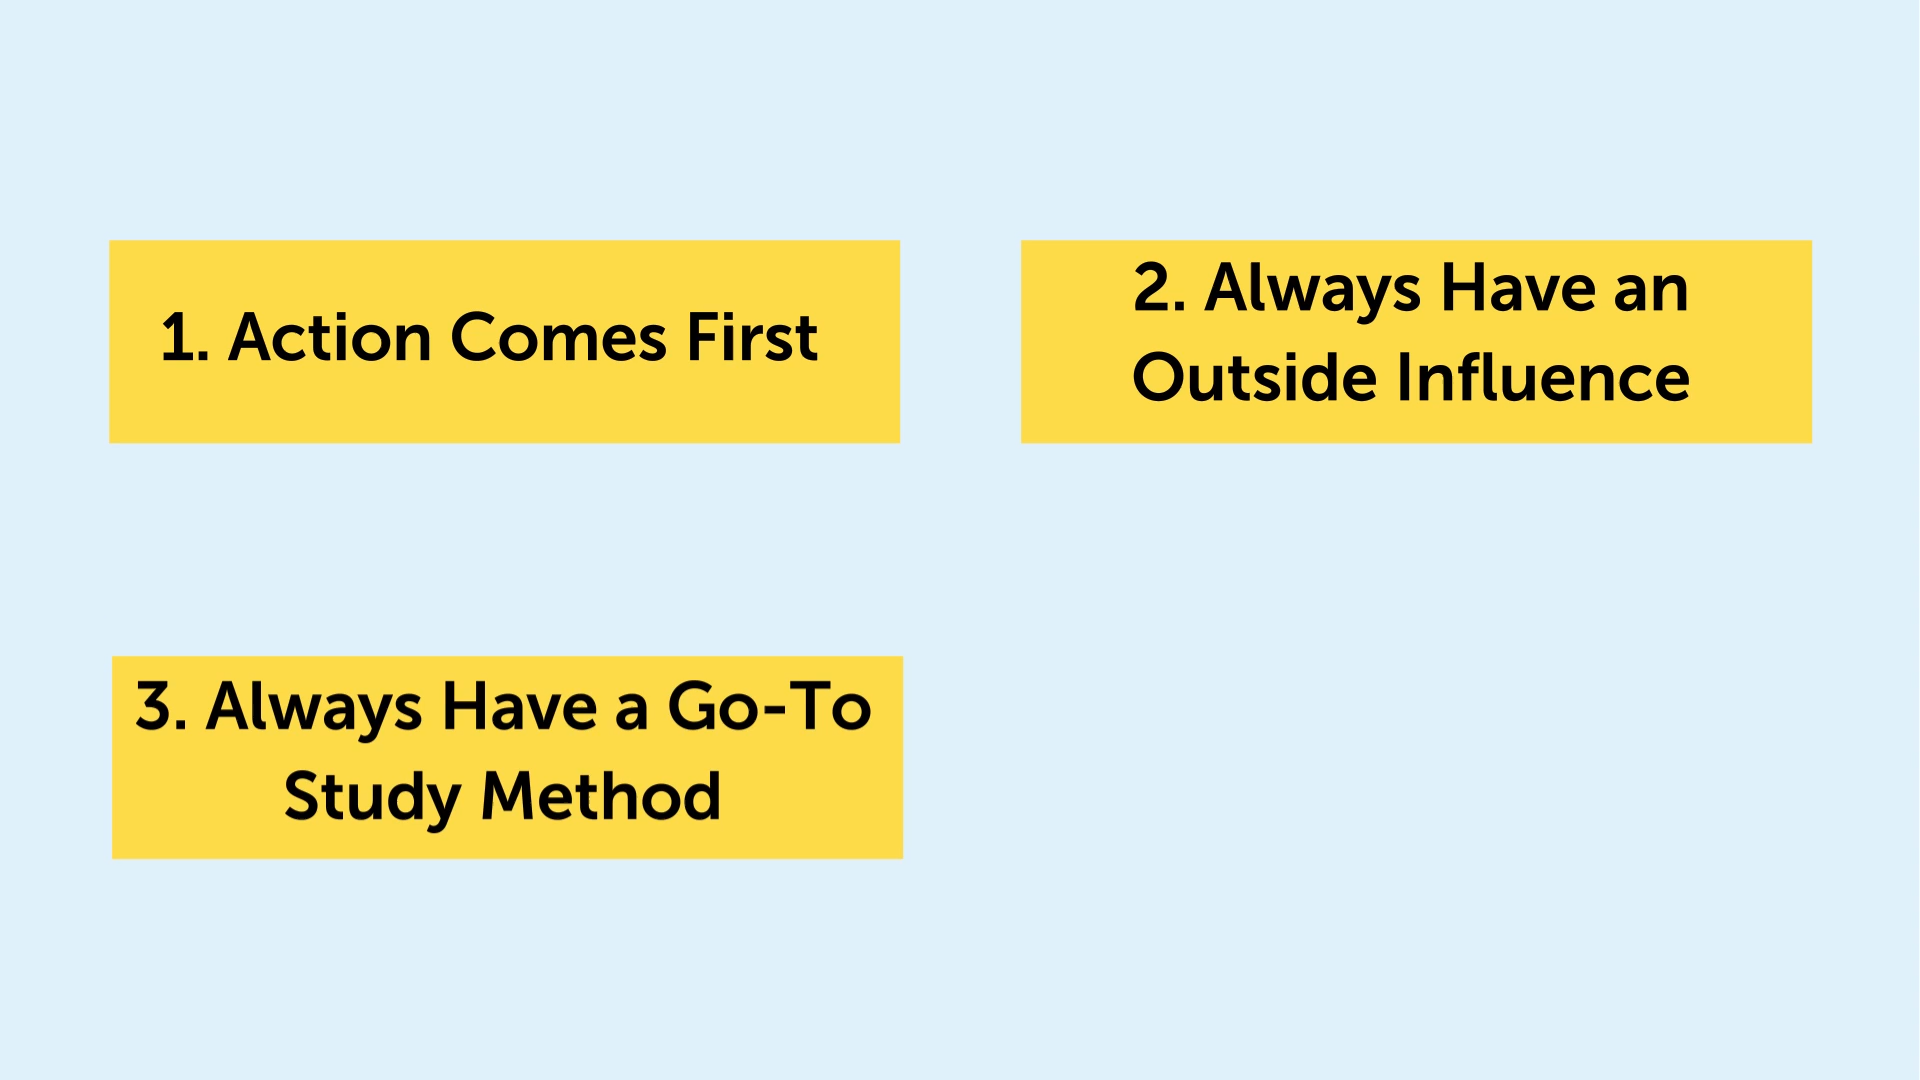 1. Action Comes First
2. Always Have an
Outside Influence
3. Always Have a Go-To
Study Method